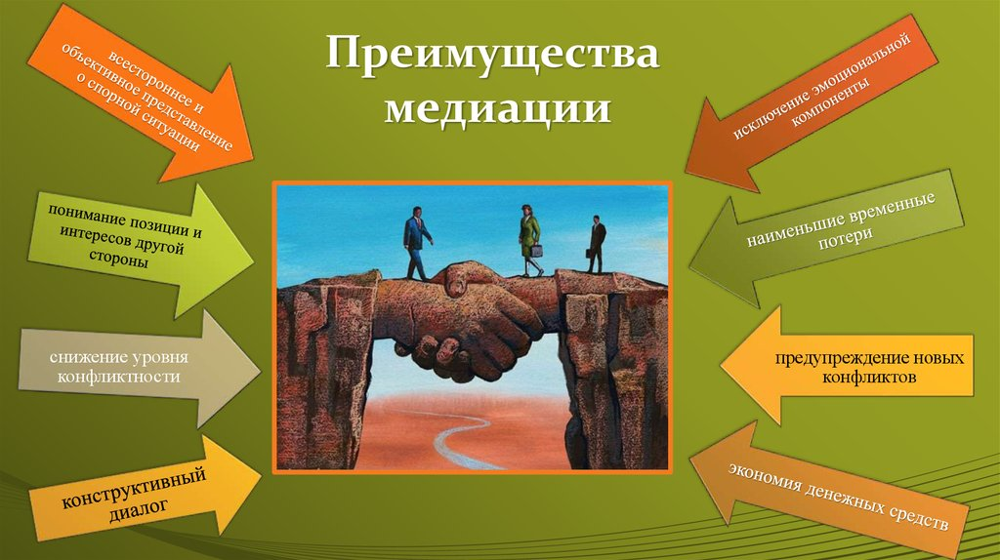 Преимущества
медиации
всестороннее и
объективное представление
о спорной ситуации
понимание позиции и
интересов другой
стороны
снижение уровня
конфликтности
конструктивный
диалог
исключение эмоциональной
компоненты
наименьшие временные
потери
предупреждение новых
конфликтов
экономия денежных средств